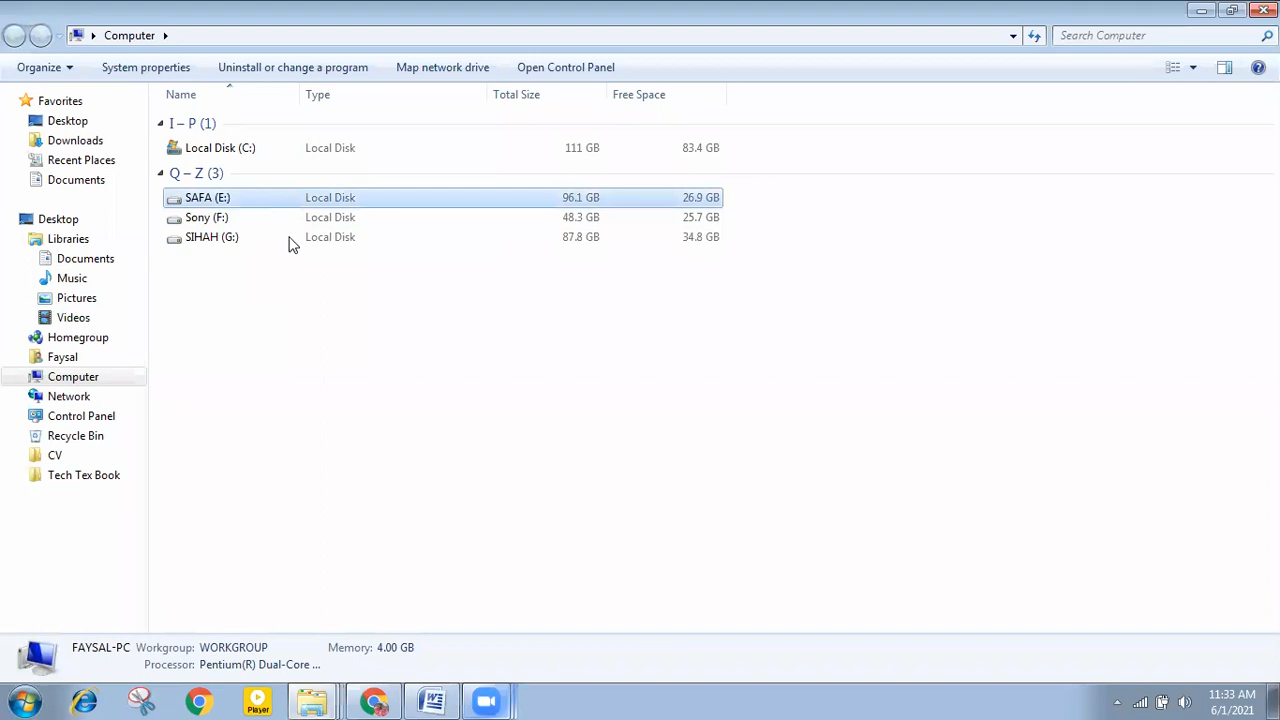 Computer
Search Computer
Organize System properties Uninstall or change a program Map network drive Open Control Panel
Favorites
Desktop
Downloads
Recent Places
Documents
Desktop
Libraries
Documents
Music
Pictures
Videos
Homegroup
Faysal
Computer
Network
Control Panel
Recycle Bin
CV
Tech Tex Book
Name Type Total Size Free Space
I – P (1)
Local Disk (C:) Local Disk 111 GB 83.4 GB
Q – Z (3)
SAFA (E:) Local Disk 96.1 GB 26.9 GB
Sony (F:) Local Disk 48.3 GB 25.7 GB
SIHAH (G:) Local Disk 87.8 GB 34.8 GB
FAYSAL-PC Workgroup: WORKGROUP Memory: 4.00 GB
Processor: Pentium(R) Dual-Core ...
Player
11:33 AM
6/1/2021